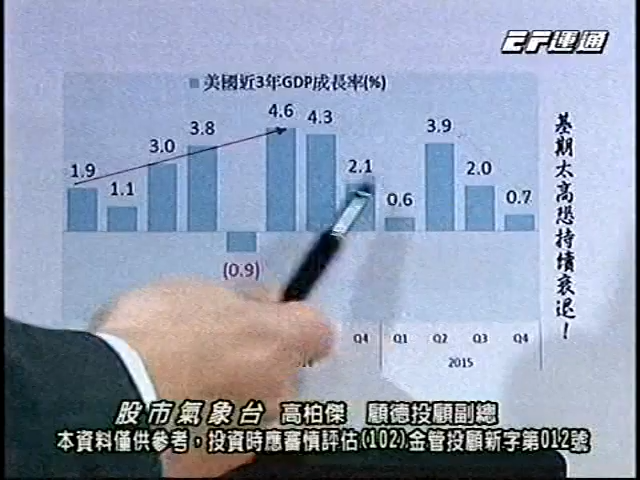 ET運通
美國近3年GDP成長率(%)
1.9
1.1
3.0
3.8
(0.9)
4.6
4.3
2.1
0.6
3.9
2.0
0.7
基期太高恐持續衰退！
Q4
Q1
Q2
Q3
Q4
2015
股市氣象台 高柏傑 顧德投顧副總
本資料僅供參考，投資時應審慎評估(102)金管投顧新字第012號